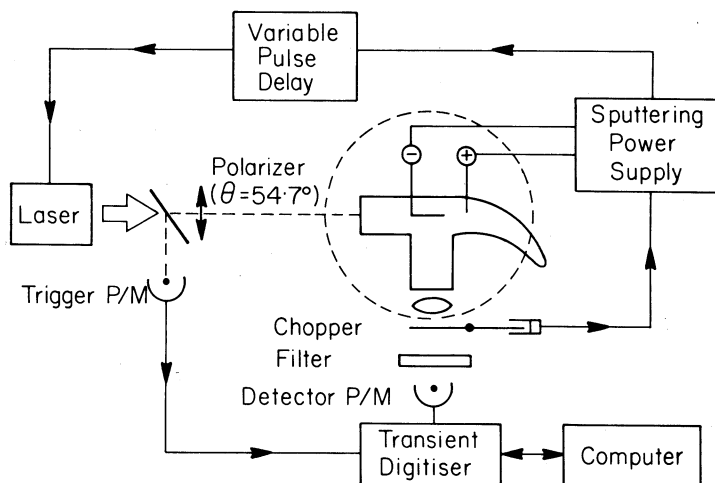 Variable
Pulse
Delay
Sputtering
Power
Supply
Polarizer
(θ=54·7°)
−
+
Laser
Trigger P/M
Chopper
Filter
Detector P/M
Transient
Digitiser
Computer